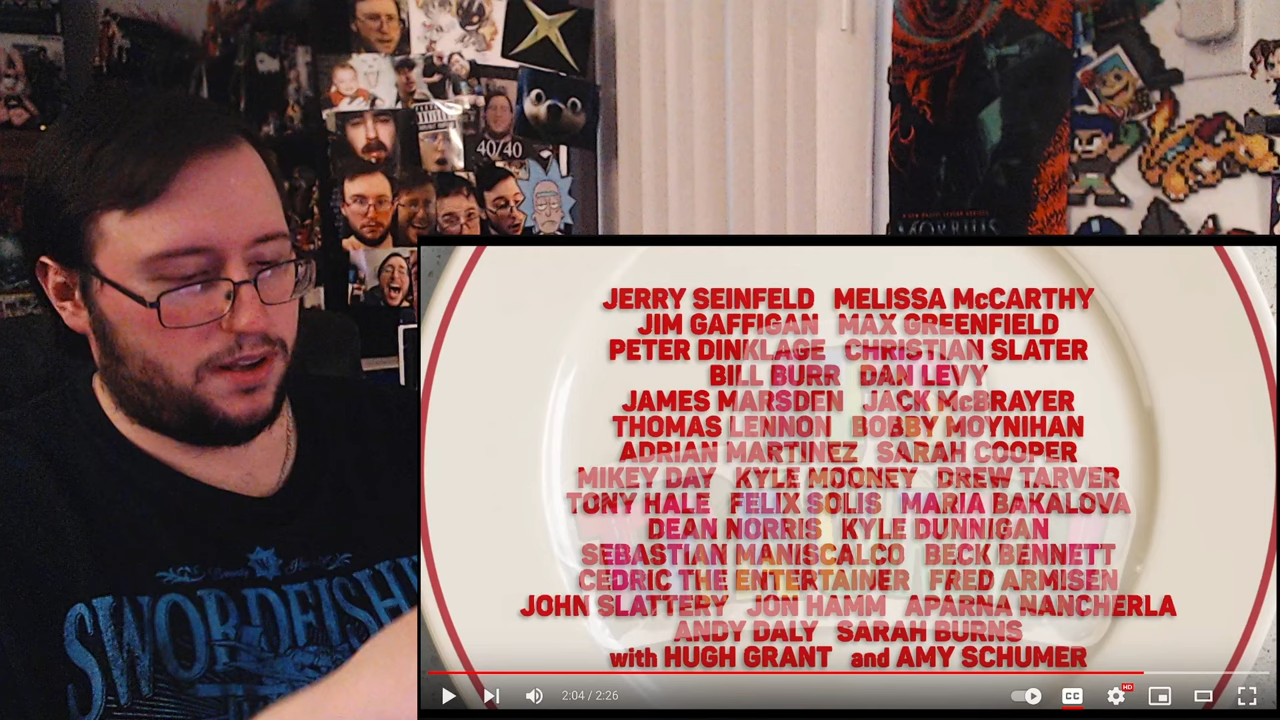 40/40
MORBIUS
SWORDFISH
JERRY SEINFELD MELISSA McCARTHY
JIM GAFFIGAN MAX GREENFIELD
PETER DINKLAGE CHRISTIAN SLATER
BILL BURR DAN LEVY
JAMES MARSDEN JACK McBRAYER
THOMAS LENNON BOBBY MOYNIHAN
ADRIAN MARTINEZ SARAH COOPER
MIKEY DAY KYLE MOONEY DREW TARVER
TONY HALE FELIX SOLIS MARIA BAKALOVA
DEAN NORRIS KYLE DUNNIGAN
SEBASTIAN MANISCALCO BECK BENNETT
CEDRIC THE ENTERTAINER FRED ARMISEN
JOHN SLATTERY JON HAMM APARNA NANCHERLA
ANDY DALY SARAH BURNS
with HUGH GRANT and AMY SCHUMER
2:04 / 2:26
CC
HD